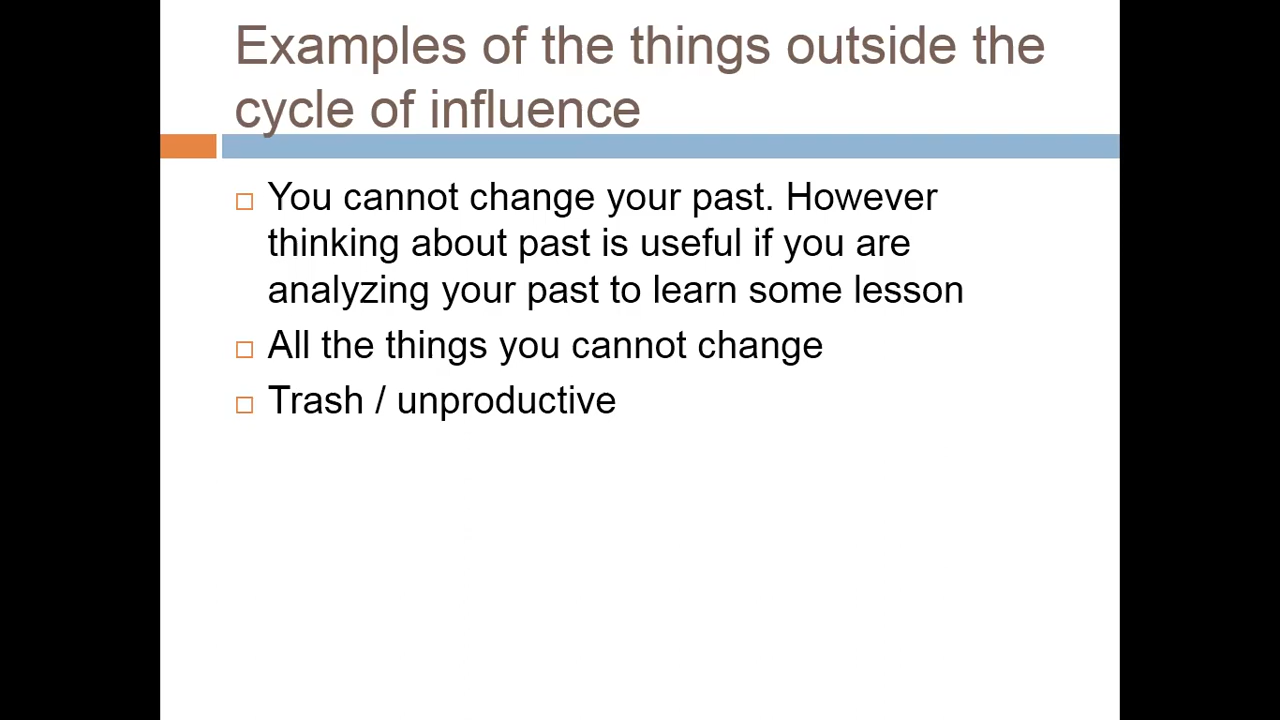 Examples of the things outside the
cycle of influence
You cannot change your past. However
thinking about past is useful if you are
analyzing your past to learn some lesson
All the things you cannot change
Trash / unproductive